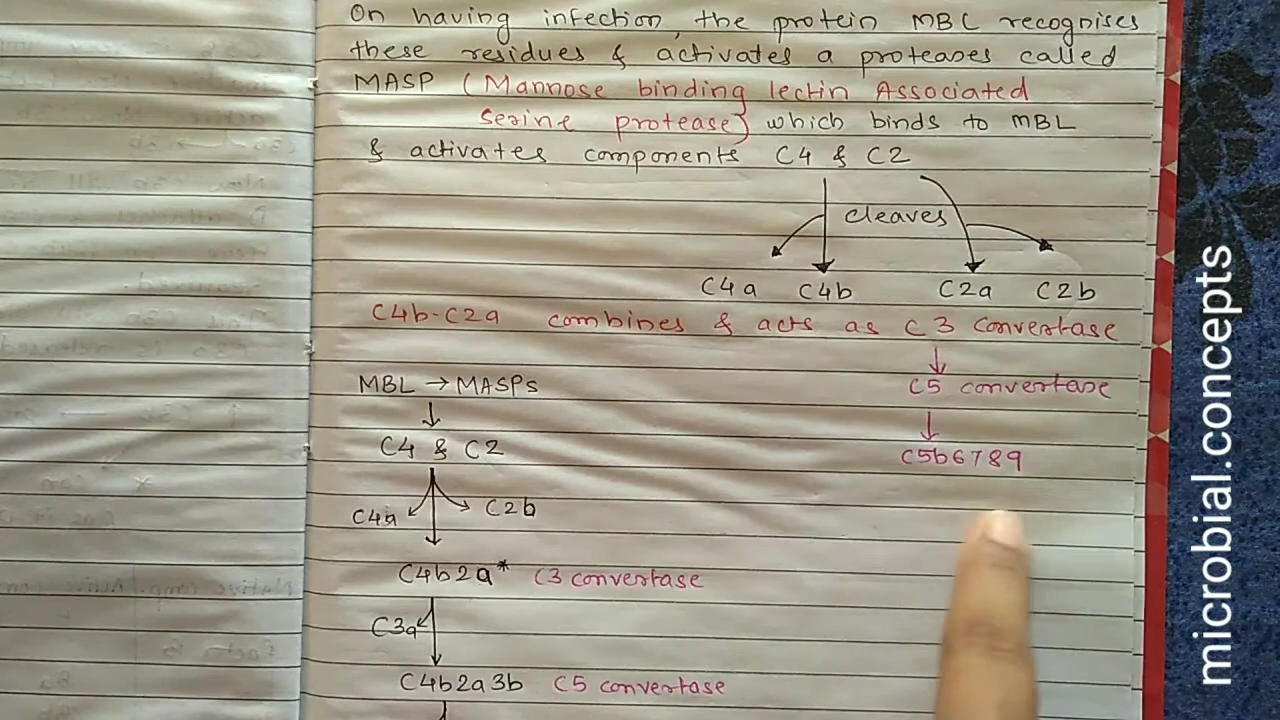 On having infection, the protein MBC recognises
these residues & activates a proteases called
MASP (Mannose binding lectin Associated
Serine protease) which binds to MBL
& activates components C4 & C2
cleaves
C4a C4b C2a C2b
C4b-C2a combines & acts as C3 convertase
↓
C5 convertase
↓
C5b6789
MBL → MASPs
↓
C4 & C2
C4a C2b
C4b2a* C3 convertase
C3a
C4b2a3b C5 convertase
microbial.concepts